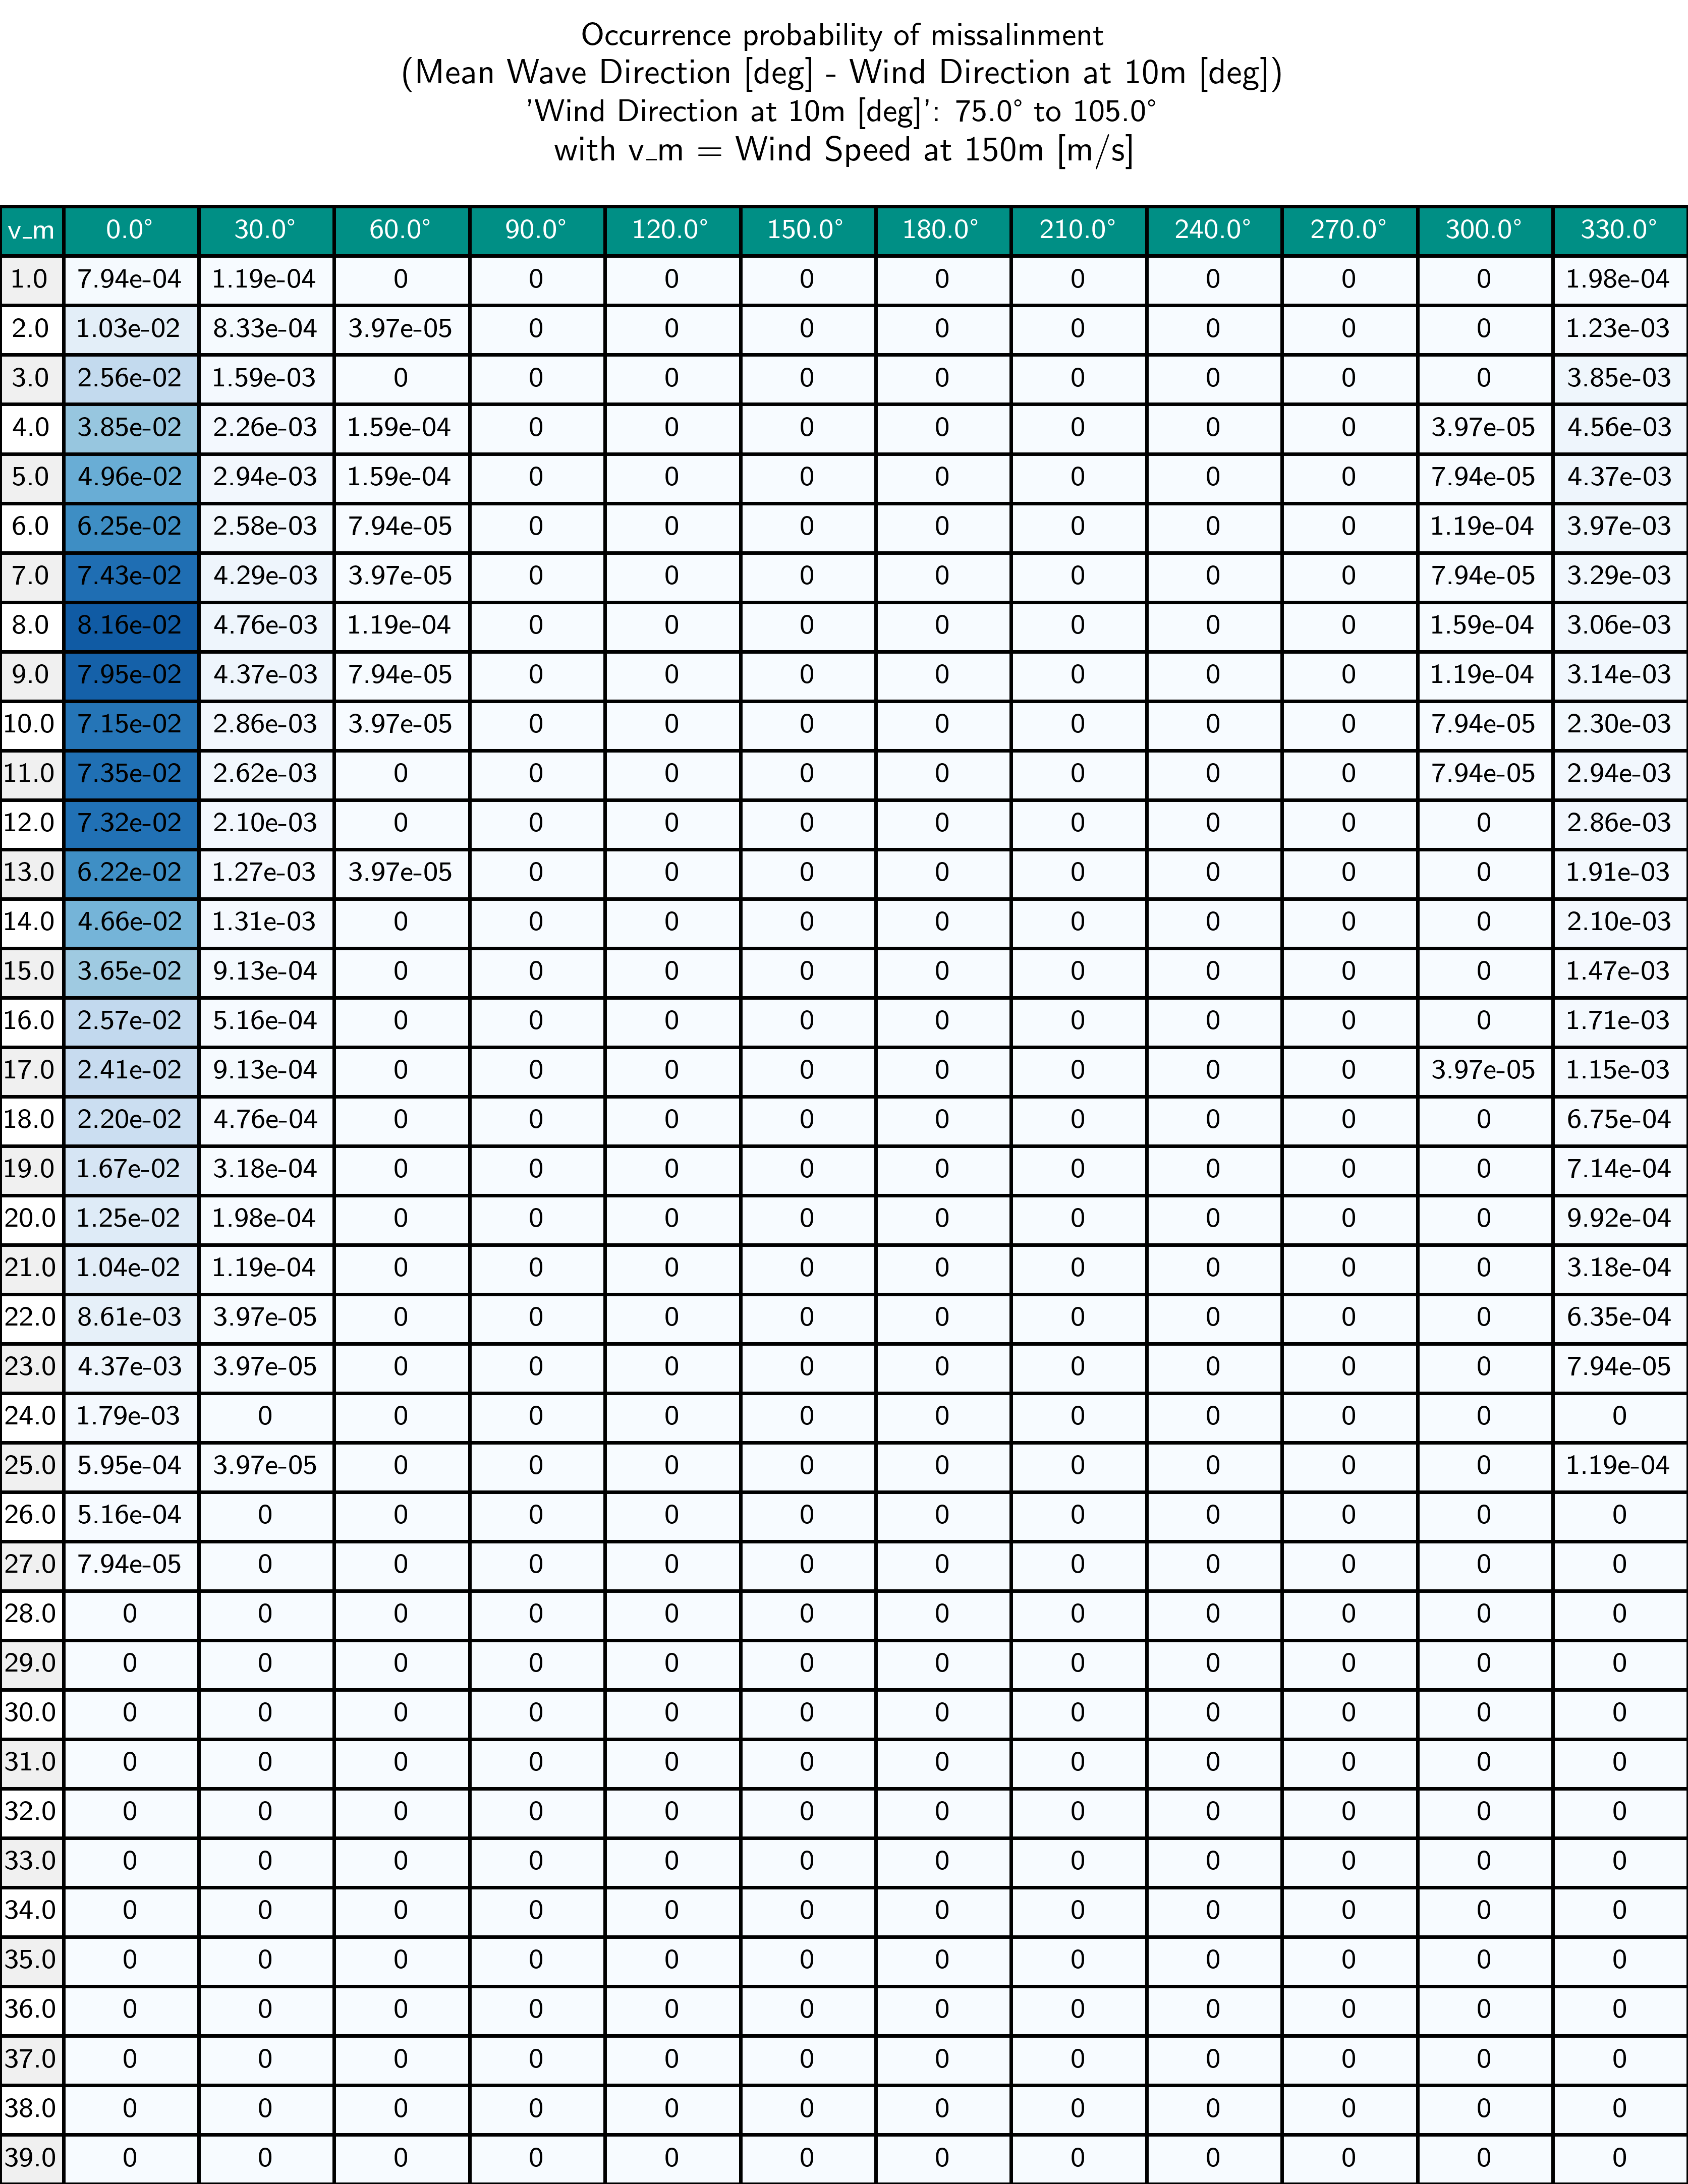 Occurrence probability of missalinment
(Mean Wave Direction [deg] - Wind Direction at 10m [deg])
'Wind Direction at 10m [deg]': 75.0° to 105.0°
with v_m = Wind Speed at 150m [m/s]
v_m 0.0° 30.0° 60.0° 90.0° 120.0° 150.0° 180.0° 210.0° 240.0° 270.0° 300.0° 330.0°
1.0 7.94e-04 1.19e-04 0 0 0 0 0 0 0 0 0 1.98e-04
2.0 1.03e-02 8.33e-04 3.97e-05 0 0 0 0 0 0 0 0 1.23e-03
3.0 2.56e-02 1.59e-03 0 0 0 0 0 0 0 0 0 3.85e-03
4.0 3.85e-02 2.26e-03 1.59e-04 0 0 0 0 0 0 0 3.97e-05 4.56e-03
5.0 4.96e-02 2.94e-03 1.59e-04 0 0 0 0 0 0 0 7.94e-05 4.37e-03
6.0 6.25e-02 2.58e-03 7.94e-05 0 0 0 0 0 0 0 1.19e-04 3.97e-03
7.0 7.43e-02 4.29e-03 3.97e-05 0 0 0 0 0 0 0 7.94e-05 3.29e-03
8.0 8.16e-02 4.76e-03 1.19e-04 0 0 0 0 0 0 0 1.59e-04 3.06e-03
9.0 7.95e-02 4.37e-03 7.94e-05 0 0 0 0 0 0 0 1.19e-04 3.14e-03
10.0 7.15e-02 2.86e-03 3.97e-05 0 0 0 0 0 0 0 7.94e-05 2.30e-03
11.0 7.35e-02 2.62e-03 0 0 0 0 0 0 0 0 7.94e-05 2.94e-03
12.0 7.32e-02 2.10e-03 0 0 0 0 0 0 0 0 0 2.86e-03
13.0 6.22e-02 1.27e-03 3.97e-05 0 0 0 0 0 0 0 0 1.91e-03
14.0 4.66e-02 1.31e-03 0 0 0 0 0 0 0 0 0 2.10e-03
15.0 3.65e-02 9.13e-04 0 0 0 0 0 0 0 0 0 1.47e-03
16.0 2.57e-02 5.16e-04 0 0 0 0 0 0 0 0 0 1.71e-03
17.0 2.41e-02 9.13e-04 0 0 0 0 0 0 0 0 3.97e-05 1.15e-03
18.0 2.20e-02 4.76e-04 0 0 0 0 0 0 0 0 0 6.75e-04
19.0 1.67e-02 3.18e-04 0 0 0 0 0 0 0 0 0 7.14e-04
20.0 1.25e-02 1.98e-04 0 0 0 0 0 0 0 0 0 9.92e-04
21.0 1.04e-02 1.19e-04 0 0 0 0 0 0 0 0 0 3.18e-04
22.0 8.61e-03 3.97e-05 0 0 0 0 0 0 0 0 0 6.35e-04
23.0 4.37e-03 3.97e-05 0 0 0 0 0 0 0 0 0 7.94e-05
24.0 1.79e-03 0 0 0 0 0 0 0 0 0 0 0
25.0 5.95e-04 3.97e-05 0 0 0 0 0 0 0 0 0 1.19e-04
26.0 5.16e-04 0 0 0 0 0 0 0 0 0 0 0
27.0 7.94e-05 0 0 0 0 0 0 0 0 0 0 0
28.0 0 0 0 0 0 0 0 0 0 0 0 0
29.0 0 0 0 0 0 0 0 0 0 0 0 0
30.0 0 0 0 0 0 0 0 0 0 0 0 0
31.0 0 0 0 0 0 0 0 0 0 0 0 0
32.0 0 0 0 0 0 0 0 0 0 0 0 0
33.0 0 0 0 0 0 0 0 0 0 0 0 0
34.0 0 0 0 0 0 0 0 0 0 0 0 0
35.0 0 0 0 0 0 0 0 0 0 0 0 0
36.0 0 0 0 0 0 0 0 0 0 0 0 0
37.0 0 0 0 0 0 0 0 0 0 0 0 0
38.0 0 0 0 0 0 0 0 0 0 0 0 0
39.0 0 0 0 0 0 0 0 0 0 0 0 0